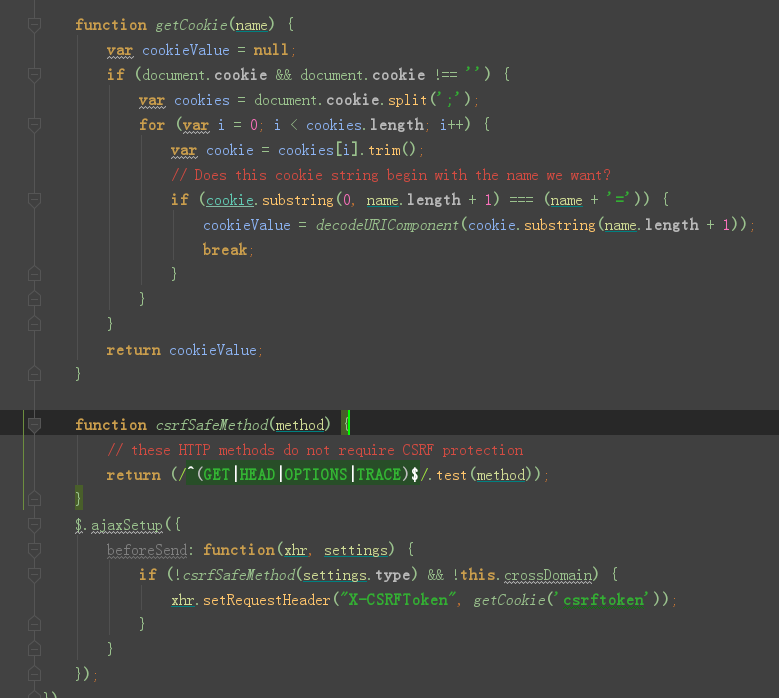 function getCookie(name) {
var cookieValue = null;
if (document.cookie && document.cookie !== '') {
var cookies = document.cookie.split(';');
for (var i = 0; i < cookies.length; i++) {
var cookie = cookies[i].trim();
// Does this cookie string begin with the name we want?
if (cookie.substring(0, name.length + 1) === (name + '=')) {
cookieValue = decodeURIComponent(cookie.substring(name.length + 1));
break;
}
}
}
return cookieValue;
}
function csrfSafeMethod(method) {
// these HTTP methods do not require CSRF protection
return (/^(GET|HEAD|OPTIONS|TRACE)$/.test(method));
}
$.ajaxSetup({
beforeSend: function(xhr, settings) {
if (!csrfSafeMethod(settings.type) && !this.crossDomain) {
xhr.setRequestHeader("X-CSRFToken", getCookie('csrftoken'));
}
}
});
})